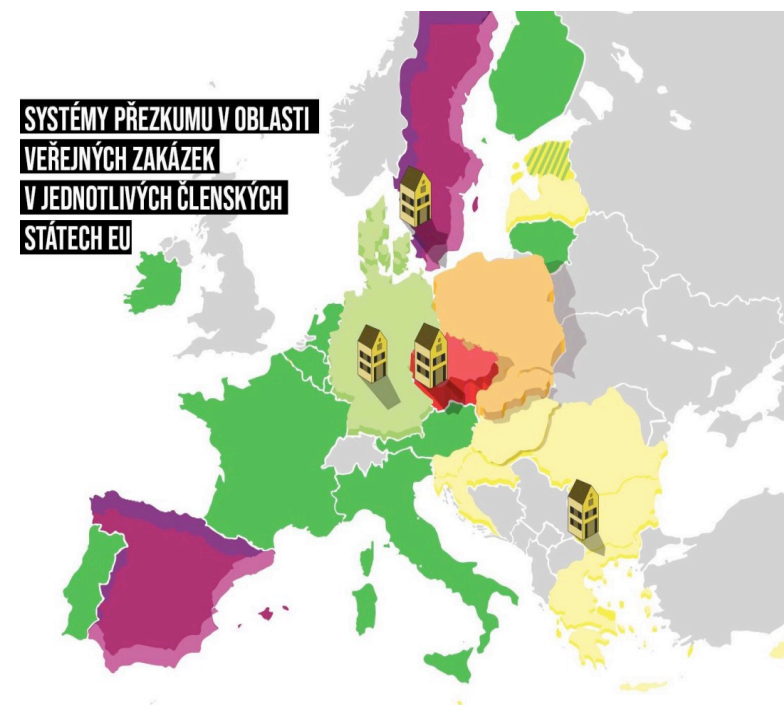 SYSTÉMY PŘEZKUMU V OBLASTI
VEŘEJNÝCH ZAKÁZEK
V JEDNOTLIVÝCH ČLENSKÝCH
STÁTECH EU